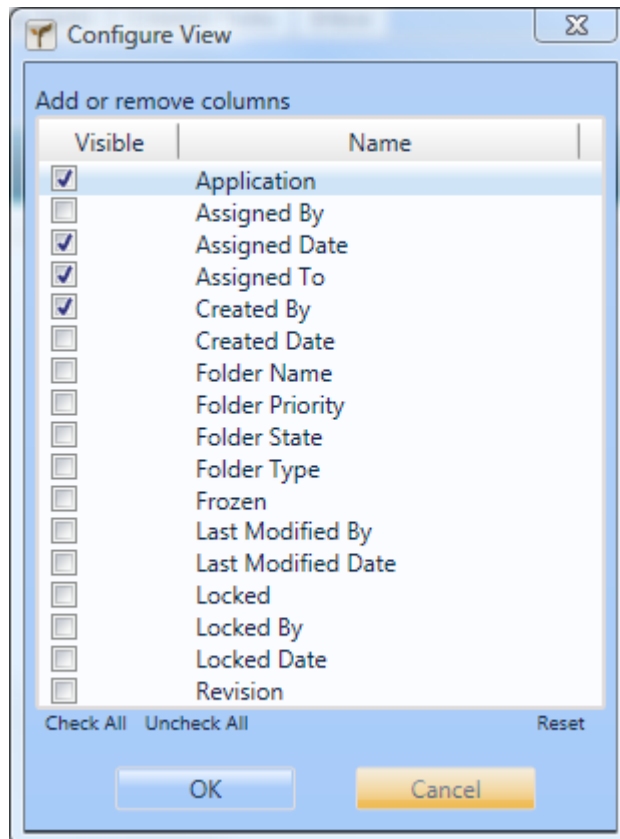 Configure View
Add or remove columns
Visible Name
Application
Assigned By
Assigned Date
Assigned To
Created By
Created Date
Folder Name
Folder Priority
Folder State
Folder Type
Frozen
Last Modified By
Last Modified Date
Locked
Locked By
Locked Date
Revision
Check All Uncheck All Reset
OK Cancel